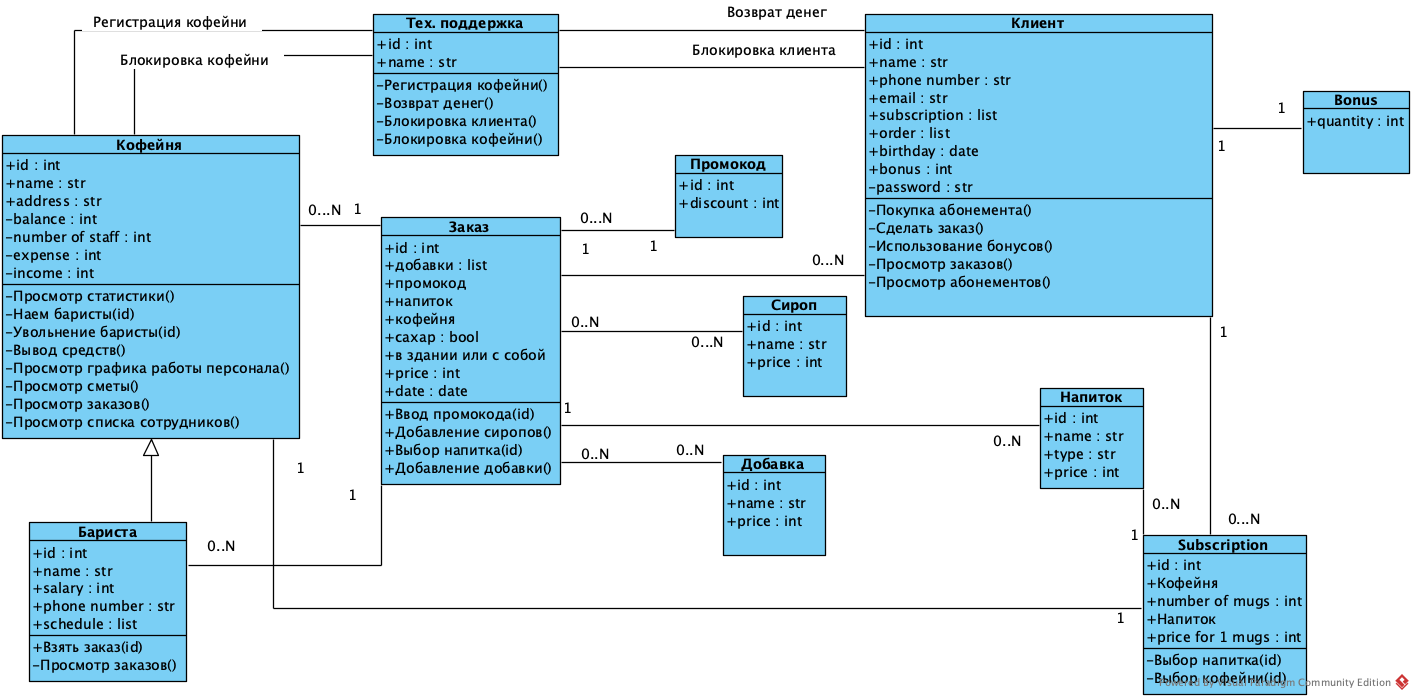 Регистрация кофейни
Блокировка кофейни
Тех. поддержка
+id : int
+name : str
-Регистрация кофейни()
-Возврат денег()
-Блокировка клиента()
-Блокировка кофейни()
Возврат денег
Блокировка клиента
Клиент
+id : int
+name : str
+phone number : str
+email : str
+subscription : list
+order : list
+birthday : date
+bonus : int
-password : str
-Покупка абонемента()
-Сделать заказ()
-Использование бонусов()
-Просмотр заказов()
-Просмотр абонементов()
1
1
Bonus
+quantity : int
Кофейня
+id : int
+name : str
+address : str
-balance : int
-number of staff : int
-expense : int
-income : int
-Просмотр статистики()
-Наем баристы(id)
-Увольнение баристы(id)
-Вывод средств()
-Просмотр графика работы персонала()
-Просмотр сметы()
-Просмотр заказов()
-Просмотр списка сотрудников()
0...N
1
Заказ
+id : int
+добавки : list
+промокод
+напиток
+кофейня
+сахар : bool
+в здании или с собой
+price : int
+date : date
+Ввод промокода(id)
+Добавление сиропов()
+Выбор напитка(id)
+Добавление добавки()
Промокод
+id : int
+discount : int
0...N
1
1
0...N
Сироп
+id : int
+name : str
+price : int
0..N
0...N
1
0..N
Напиток
+id : int
+name : str
+type : str
+price : int
0..N
0..N
Добавка
+id : int
+name : str
+price : int
1
1
0..N
Бариста
+id : int
+name : str
+salary : int
+phone number : str
+schedule : list
+Взять заказ(id)
-Просмотр заказов()
1
0..N
0...N
1
1
Subscription
+id : int
+Кофейня
+number of mugs : int
+Напиток
+price for 1 mugs : int
-Выбор напитка(id)
-Выбор кофейни(id)
Powered By Visual Paradigm Community Edition